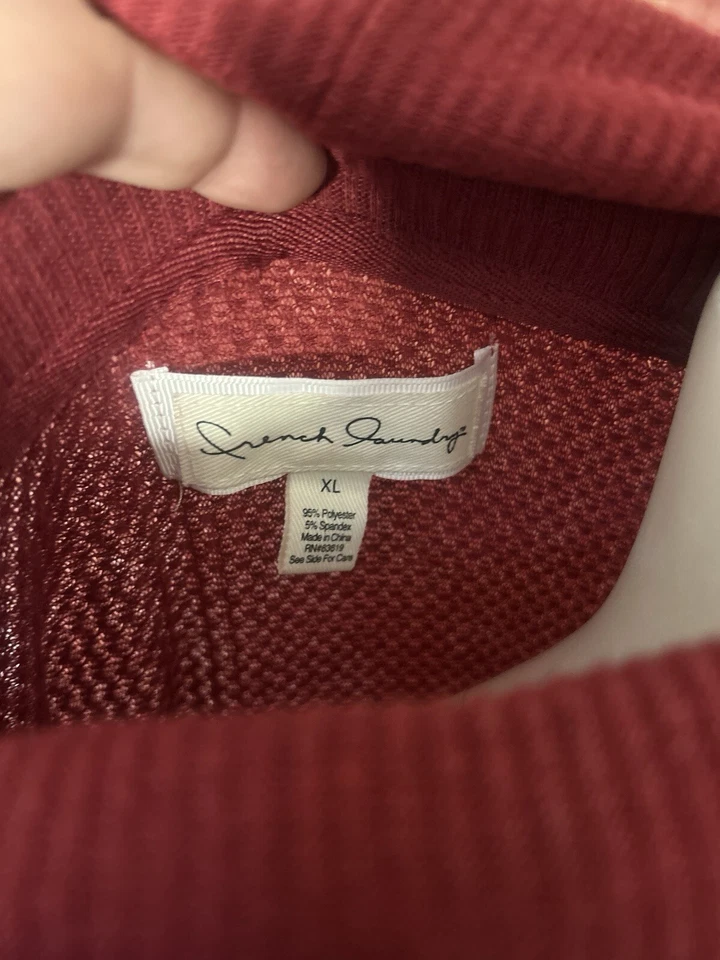 French Laundry
XL
95% Polyester
5% Spandex
Made in China
RN#83619
See Side For Care